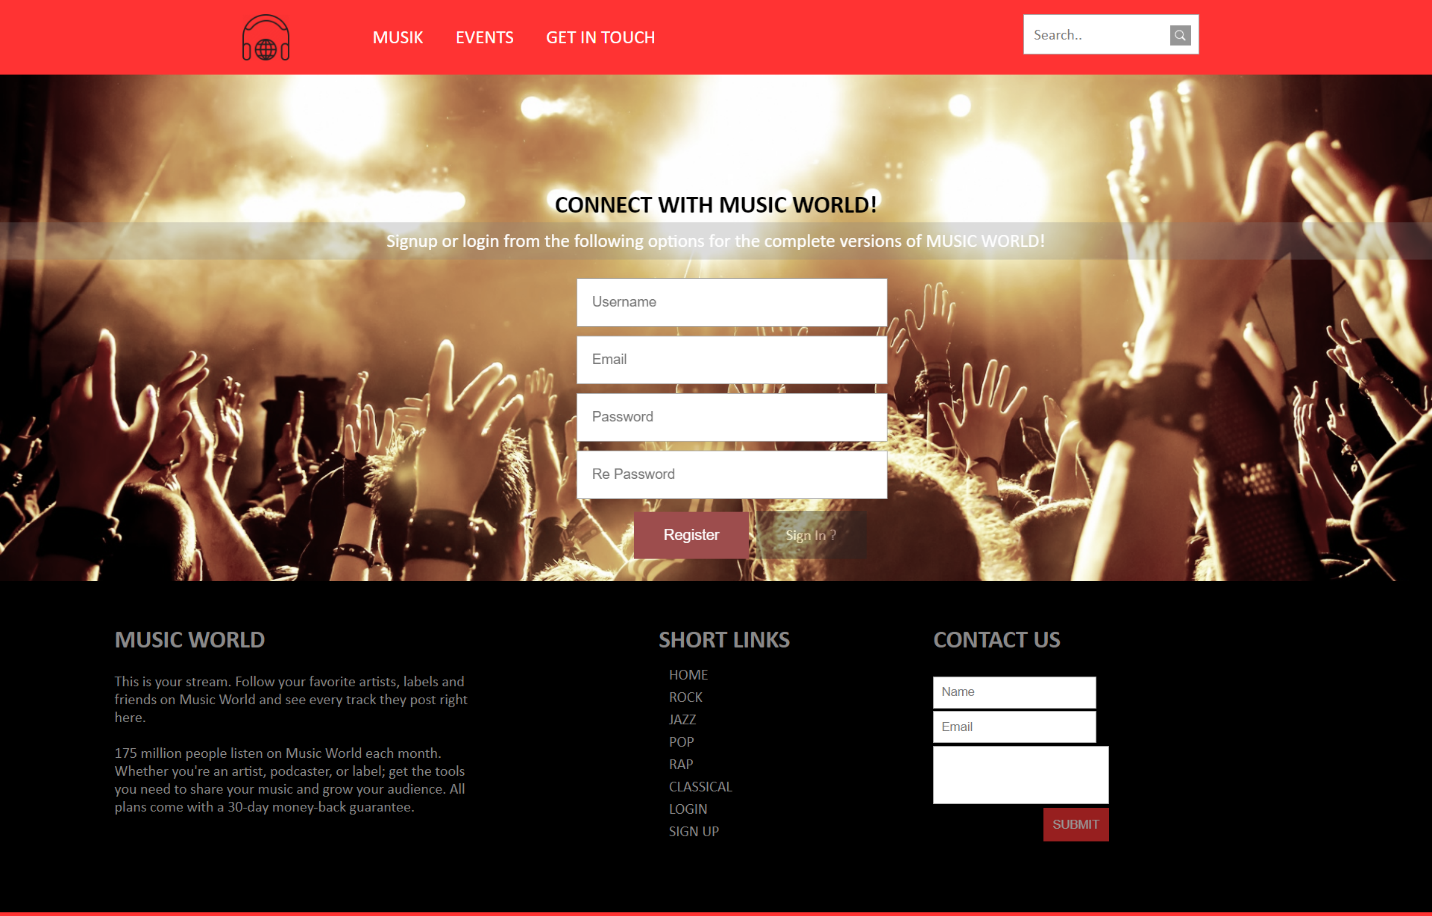 MUSIK EVENTS GET IN TOUCH Search..
CONNECT WITH MUSIC WORLD!
Signup or login from the following options for the complete versions of MUSIC WORLD!
Username
Email
Password
Re Password
Register Sign In ?
MUSIC WORLD
This is your stream. Follow your favorite artists, labels and
friends on Music World and see every track they post right
here.
175 million people listen on Music World each month.
Whether you're an artist, podcaster, or label; get the tools
you need to share your music and grow your audience. All
plans come with a 30-day money-back guarantee.
SHORT LINKS
HOME
ROCK
JAZZ
POP
RAP
CLASSICAL
LOGIN
SIGN UP
CONTACT US
Name
Email
SUBMIT